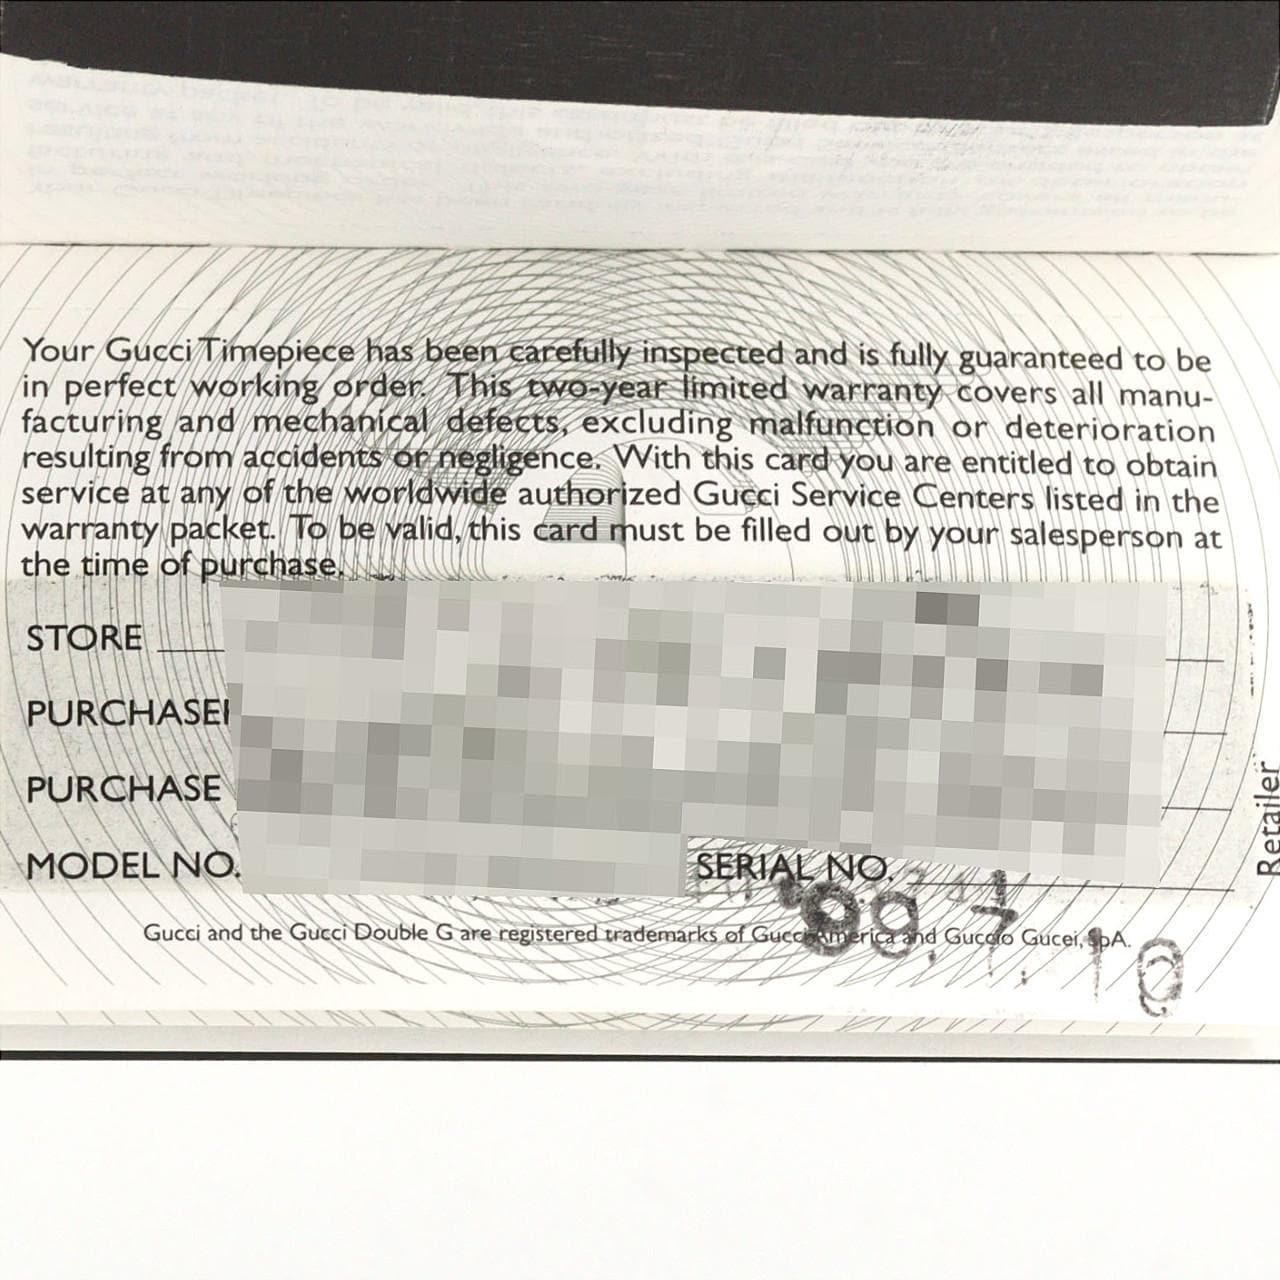 Your Gucci Timepiece has been carefully inspected and is fully guaranteed to be
in perfect working order. This two-year limited warranty covers all manu-
facturing and mechanical defects, excluding malfunction or deterioration
resulting from accidents or negligence. With this card you are entitled to obtain
service at any of the worldwide authorized Gucci Service Centers listed in the
warranty packet. To be valid, this card must be filled out by your salesperson at
the time of purchase.
STORE
PURCHASE
MODEL NO. SERIAL NO.
'99. 7. 10
Gucci and the Gucci Double G are registered trademarks of Gucci America and Guccio Gucei, SpA.
Retailer